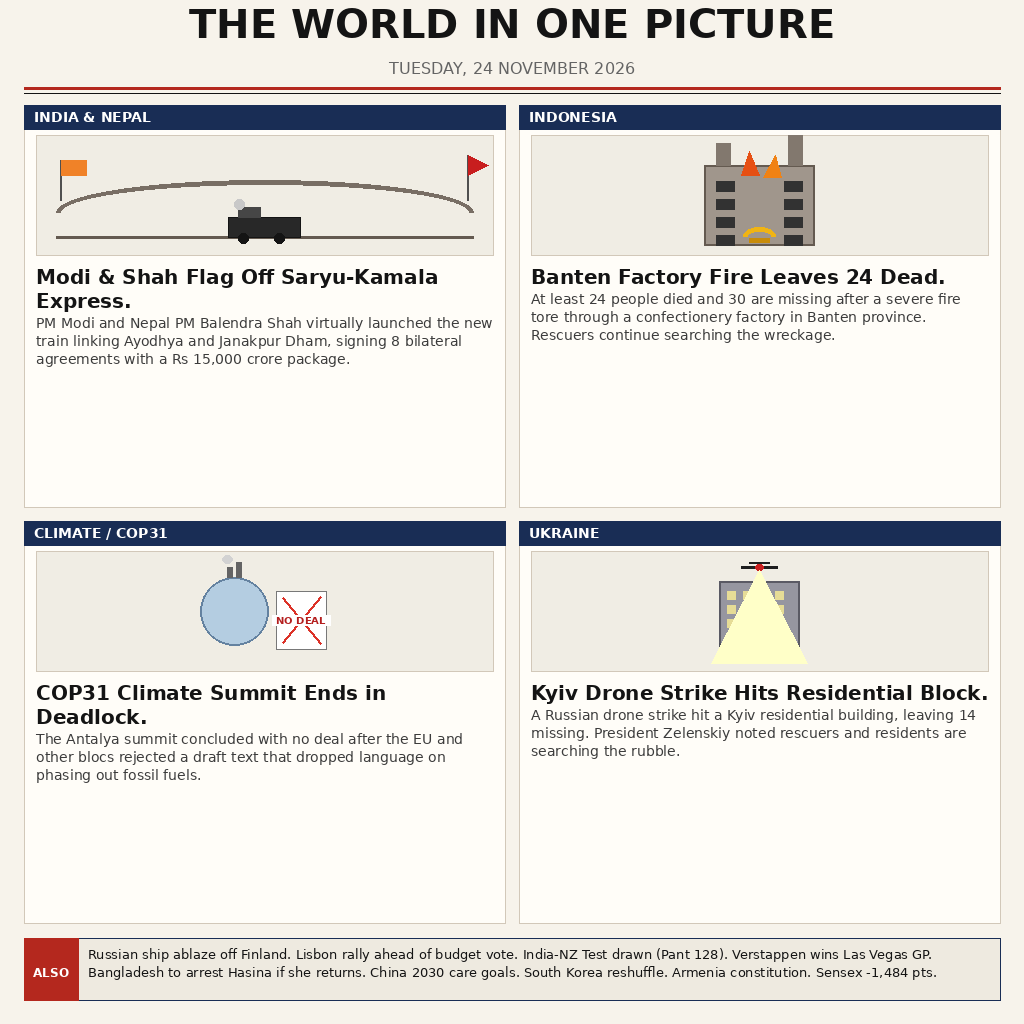 THE WORLD IN ONE PICTURE
TUESDAY, 24 NOVEMBER 2026
INDIA & NEPAL
Modi & Shah Flag Off Saryu-Kamala
Express.
PM Modi and Nepal PM Balendra Shah virtually launched the new
train linking Ayodhya and Janakpur Dham, signing 8 bilateral
agreements with a Rs 15,000 crore package.
INDONESIA
Banten Factory Fire Leaves 24 Dead.
At least 24 people died and 30 are missing after a severe fire
tore through a confectionery factory in Banten province.
Rescuers continue searching the wreckage.
CLIMATE / COP31
NO DEAL
COP31 Climate Summit Ends in
Deadlock.
The Antalya summit concluded with no deal after the EU and
other blocs rejected a draft text that dropped language on
phasing out fossil fuels.
UKRAINE
Kyiv Drone Strike Hits Residential Block.
A Russian drone strike hit a Kyiv residential building, leaving 14
missing. President Zelenskiy noted rescuers and residents are
searching the rubble.
ALSO
Russian ship ablaze off Finland. Lisbon rally ahead of budget vote. India-NZ Test drawn (Pant 128). Verstappen wins Las Vegas GP.
Bangladesh to arrest Hasina if she returns. China 2030 care goals. South Korea reshuffle. Armenia constitution. Sensex -1,484 pts.